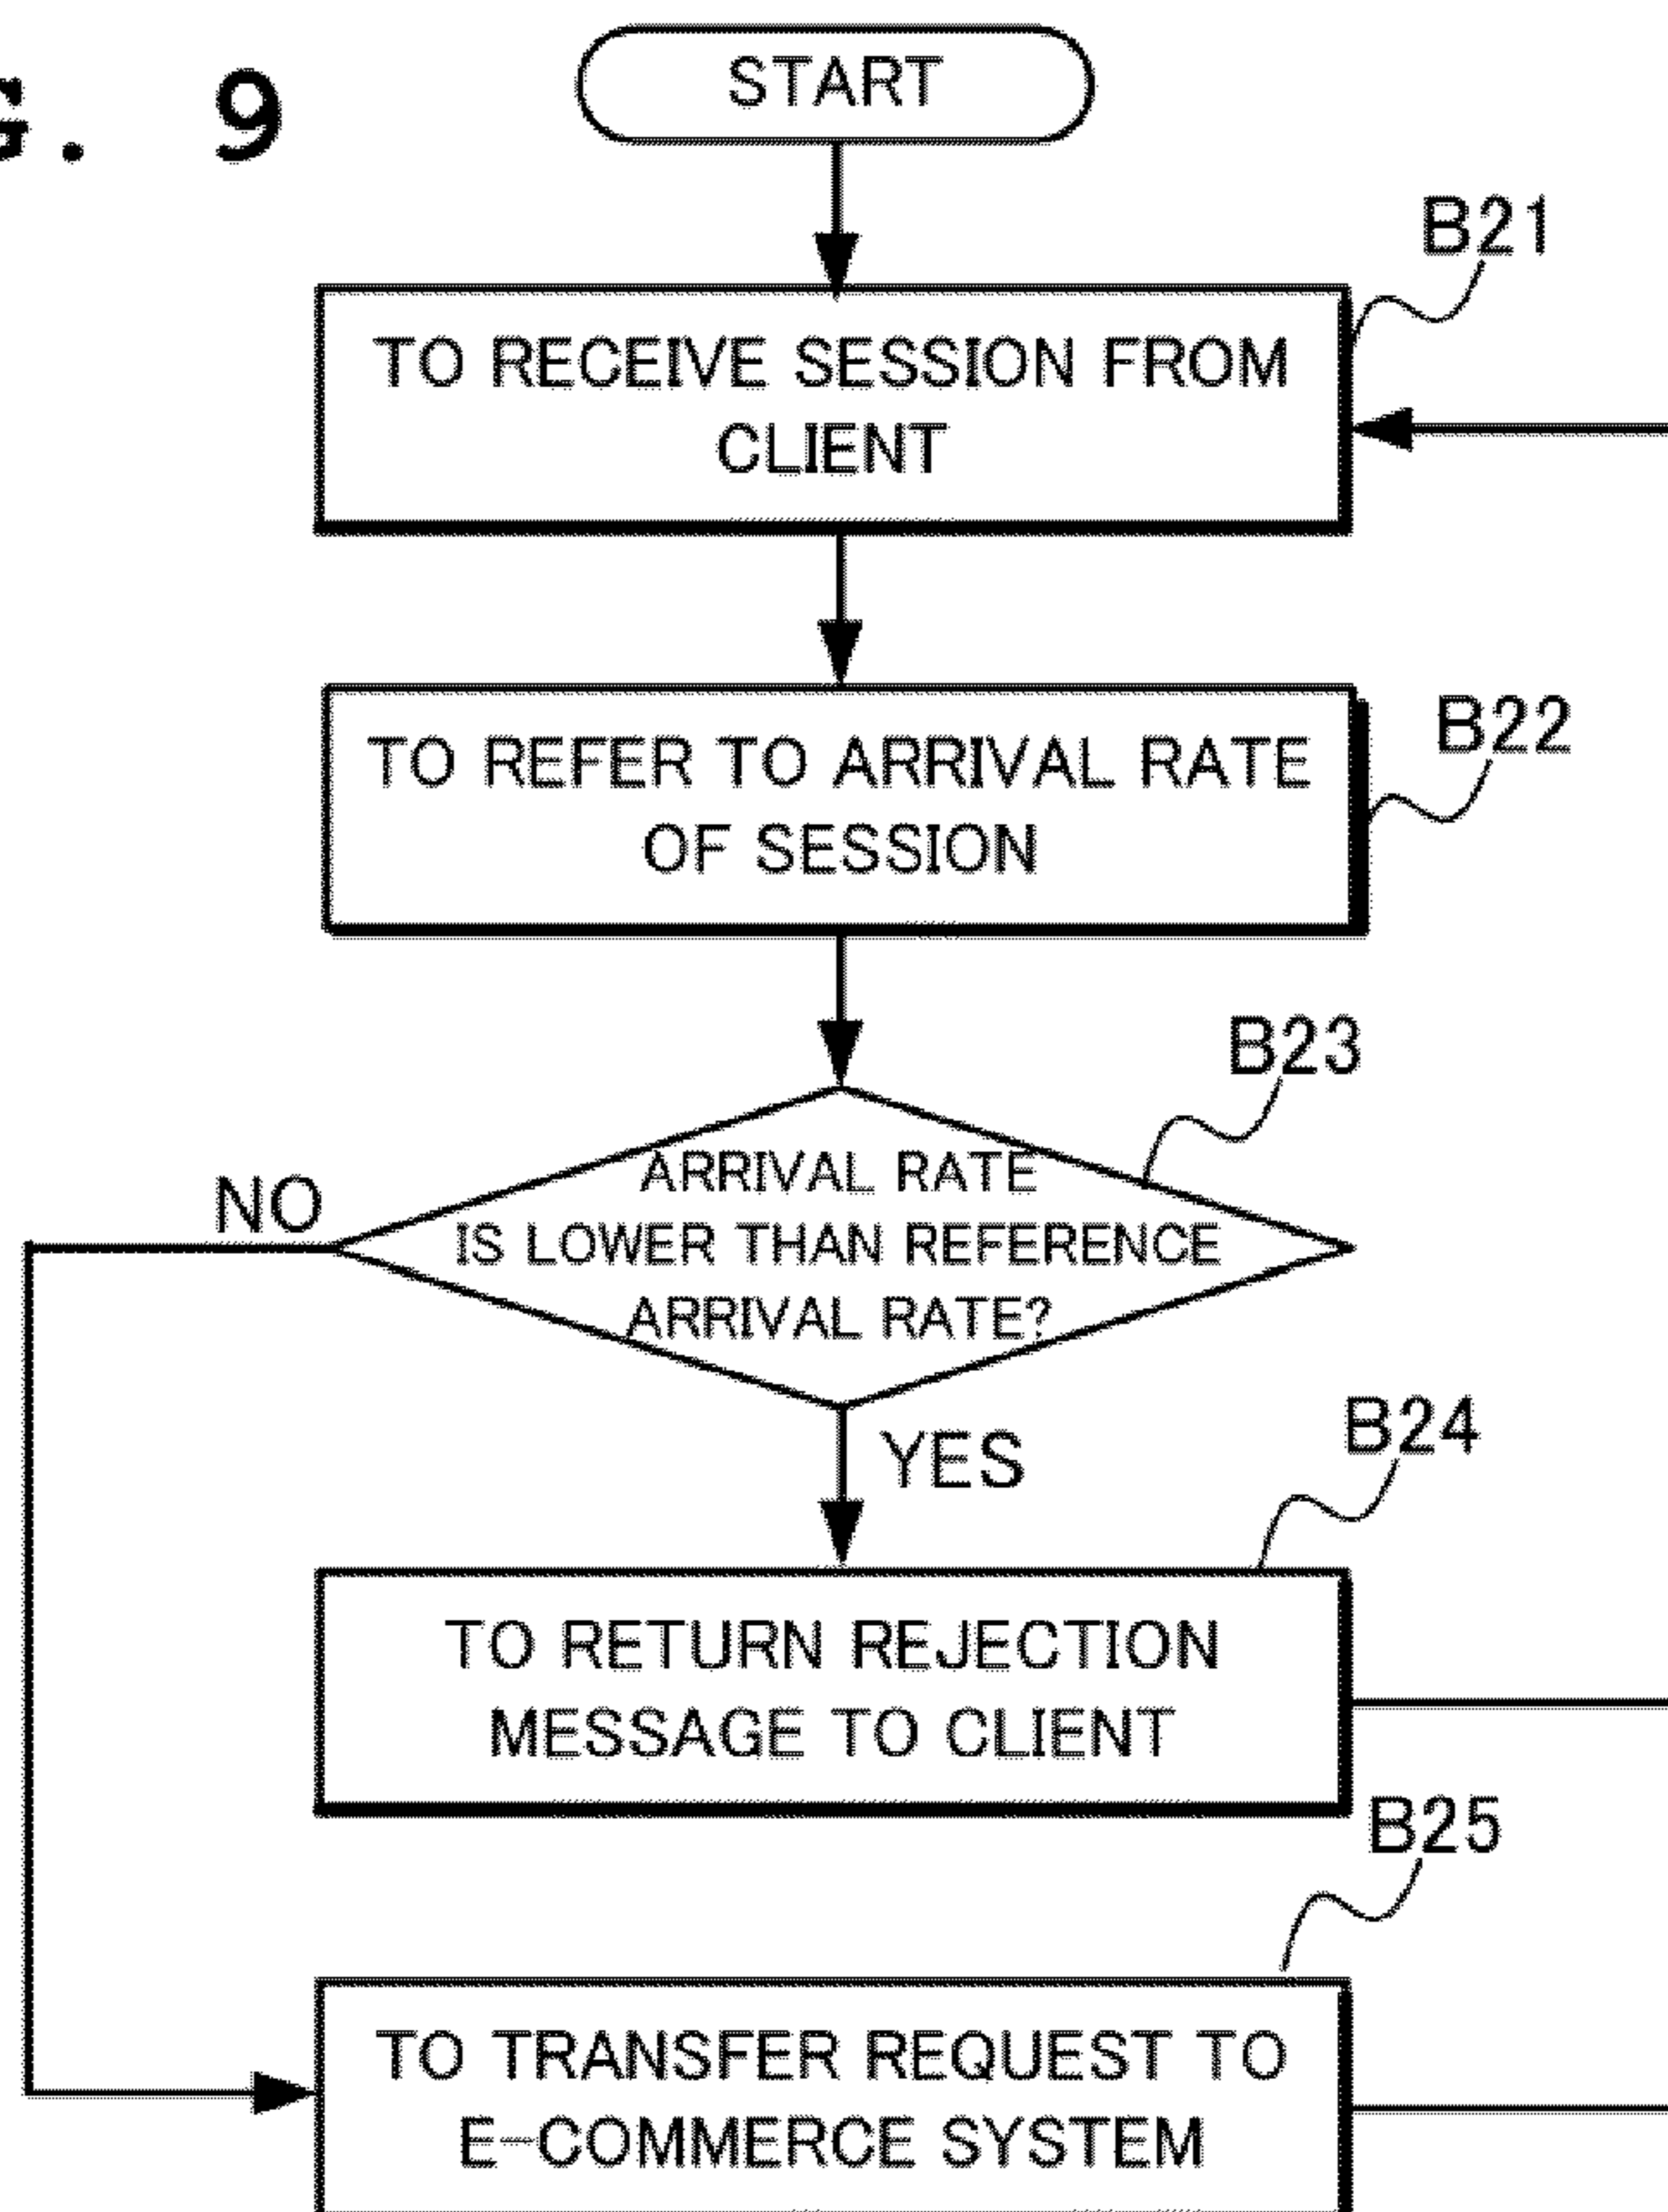 G. 9
START
B21
TO RECEIVE SESSION FROM
CLIENT
B22
TO REFER TO ARRIVAL RATE
OF SESSION
B23
ARRIVAL RATE
IS LOWER THAN REFERENCE
ARRIVAL RATE?
NO
YES
B24
TO RETURN REJECTION
MESSAGE TO CLIENT
B25
TO TRANSFER REQUEST TO
E-COMMERCE SYSTEM